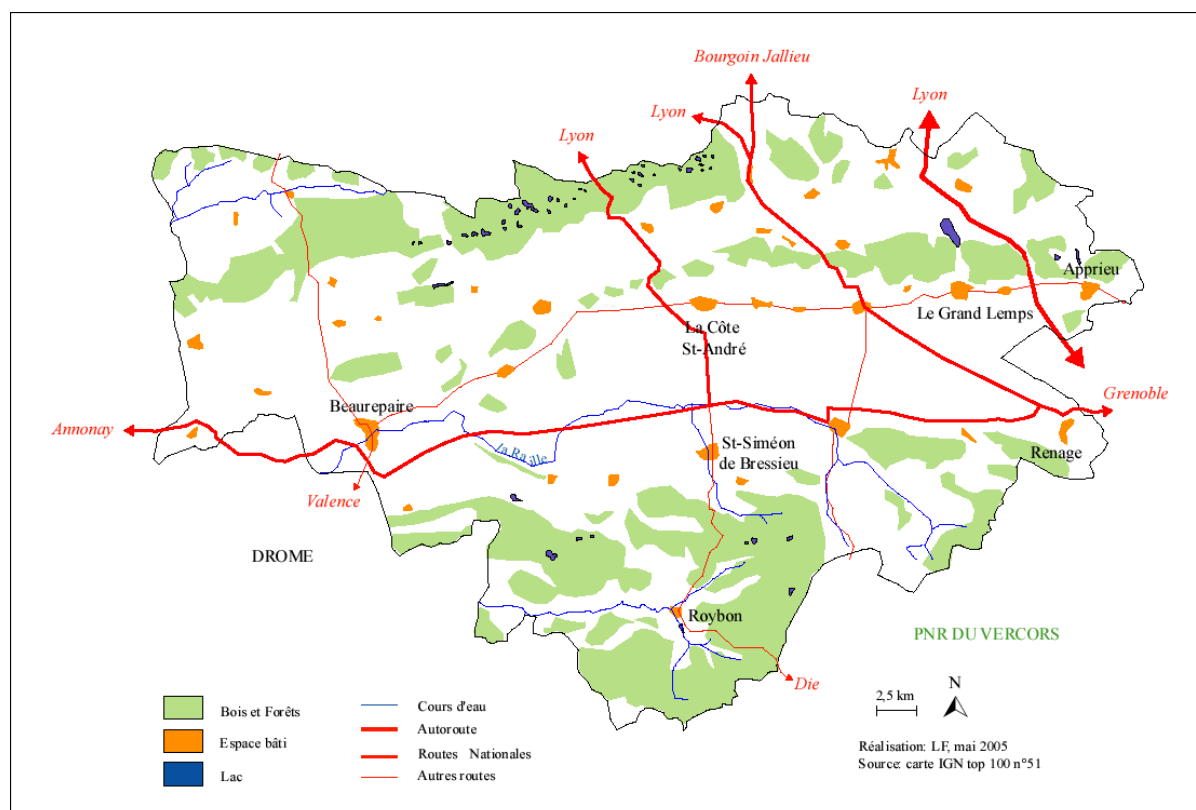 Bourgoin Jallieu
Lyon
Lyon
Lyon
Apprieu
Le Grand Lemps
La Côte
St-André
Beaurepaire
Grenoble
Annonay
St-Siméon
de Bressieu
Renage
la Raille
Valence
DROME
Roybon
PNR DU VERCORS
Die
Bois et Forêts
Espace bâti
Lac
Cours d'eau
Autoroute
Routes Nationales
Autres routes
2,5 km
N
Réalisation: LF, mai 2005
Source: carte IGN top 100 n°51